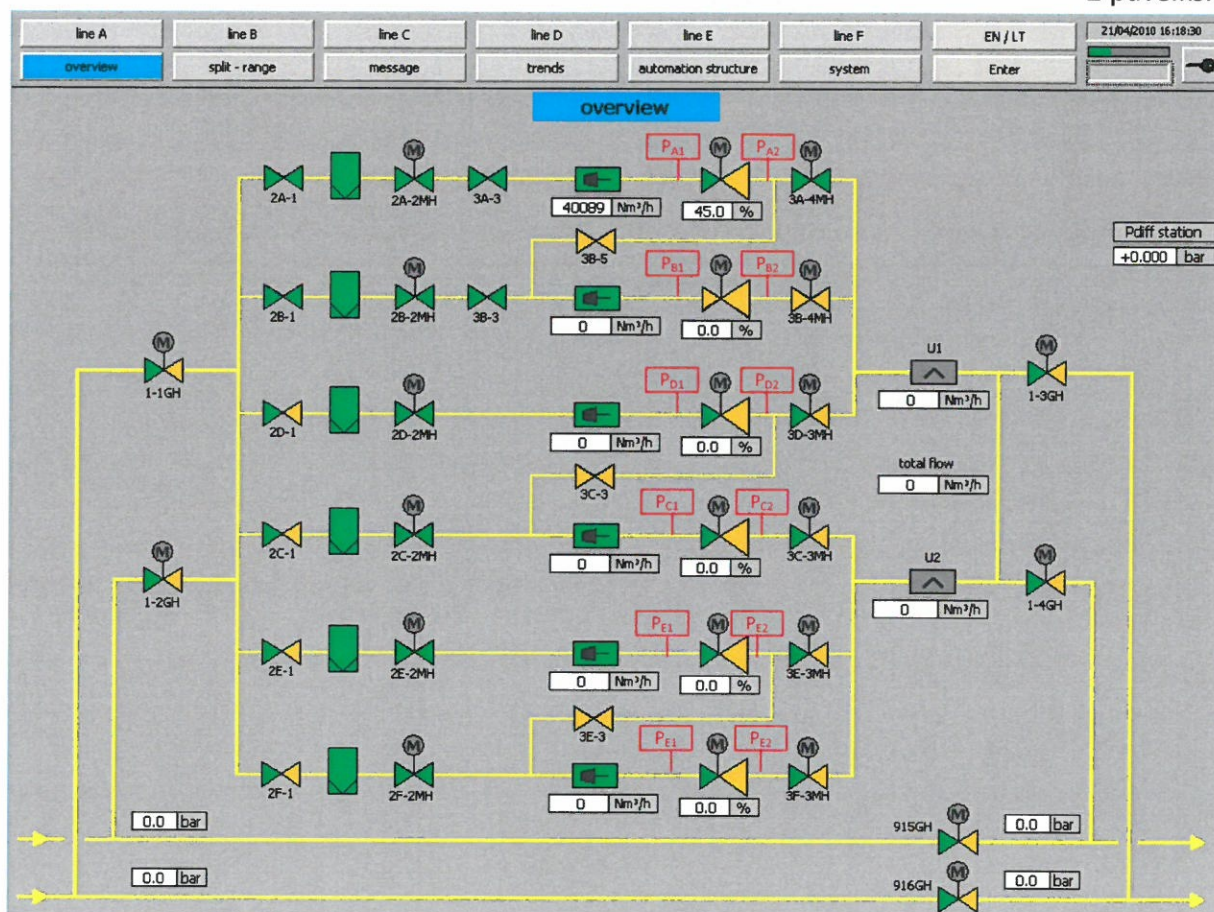 line A line B line C line D line E line F EN / LT 21/04/2010 16:18:30
overview split - range message trends automation structure system Enter
overview
M PA1 M PA2 M
2A-1 2A-2MH 3A-3 40089 Nm³/h 45.0 % 3A-4MH
3B-5
Pdiff station
+0.000 bar
M PB1 M PB2 M
2B-1 2B-2MH 3B-3 0 Nm³/h 0.0 % 3B-4MH
M
1-1GH
M PD1 M PD2 M
2D-1 2D-2MH 0 Nm³/h 0.0 % 3D-3MH
U1 M
0 Nm³/h 1-3GH
3C-3
total flow
0 Nm³/h
M PC1 M PC2 M
2C-1 2C-2MH 0 Nm³/h 0.0 % 3C-3MH
M
1-2GH
U2 M
0 Nm³/h 1-4GH
M PE1 M PE2 M
2E-1 2E-2MH 0 Nm³/h 0.0 % 3E-3MH
3E-3
M PE1 M PE2 M
2F-1 2F-2MH 0 Nm³/h 0.0 % 3F-3MH
0.0 bar 915GH M 0.0 bar
0.0 bar 916GH M 0.0 bar